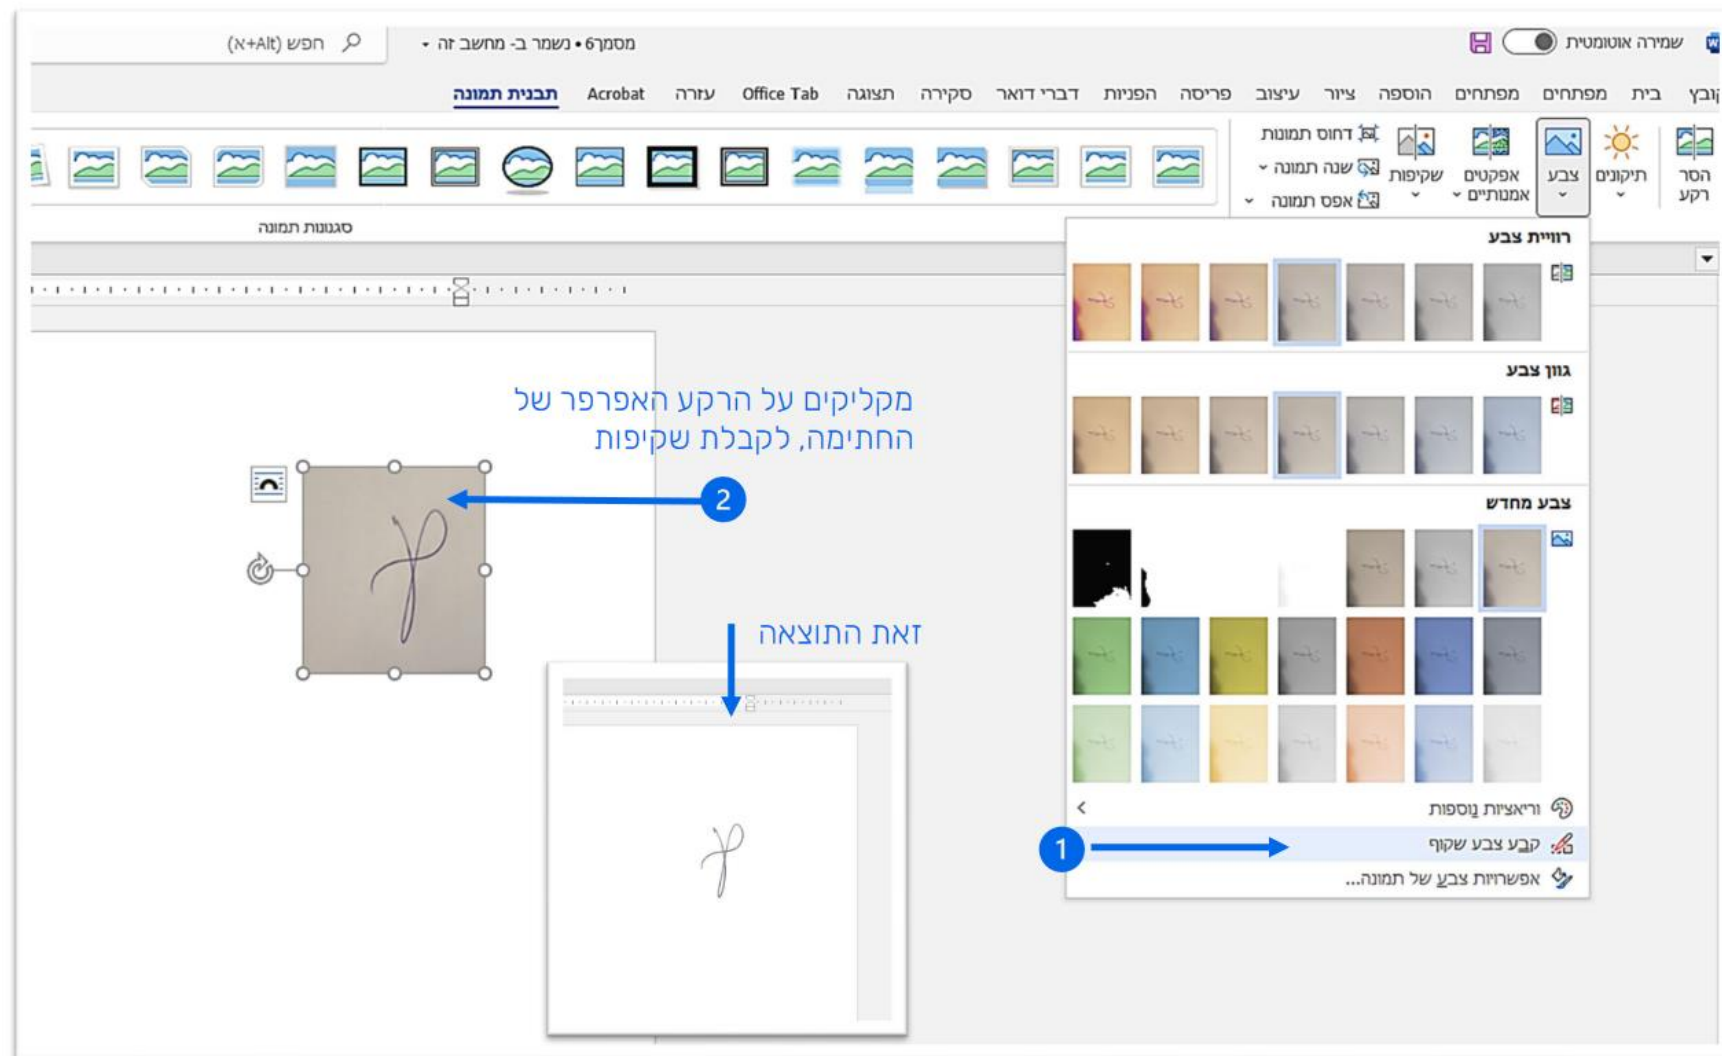 שמירה אוטומטית
מסמך6 • נשמר ב- מחשב זה
חפש (Alt+א)
קובץ בית מפתחים מפתחים הוספה ציור עיצוב פריסה הפניות דברי דואר סקירה תצוגה Office Tab עזרה Acrobat תבנית תמונה
הסר רקע
תיקונים
צבע
אפקטים אמנותיים
שקיפות
דחוס תמונות
שנה תמונה
אפס תמונה
סגנונות תמונה
רוויית צבע
גוון צבע
צבע מחדש
וריאציות נוספות
קבע צבע שקוף
אפשרויות צבע של תמונה...
1
מקליקים על הרקע האפרפר של
החתימה, לקבלת שקיפות
2
זאת התוצאה